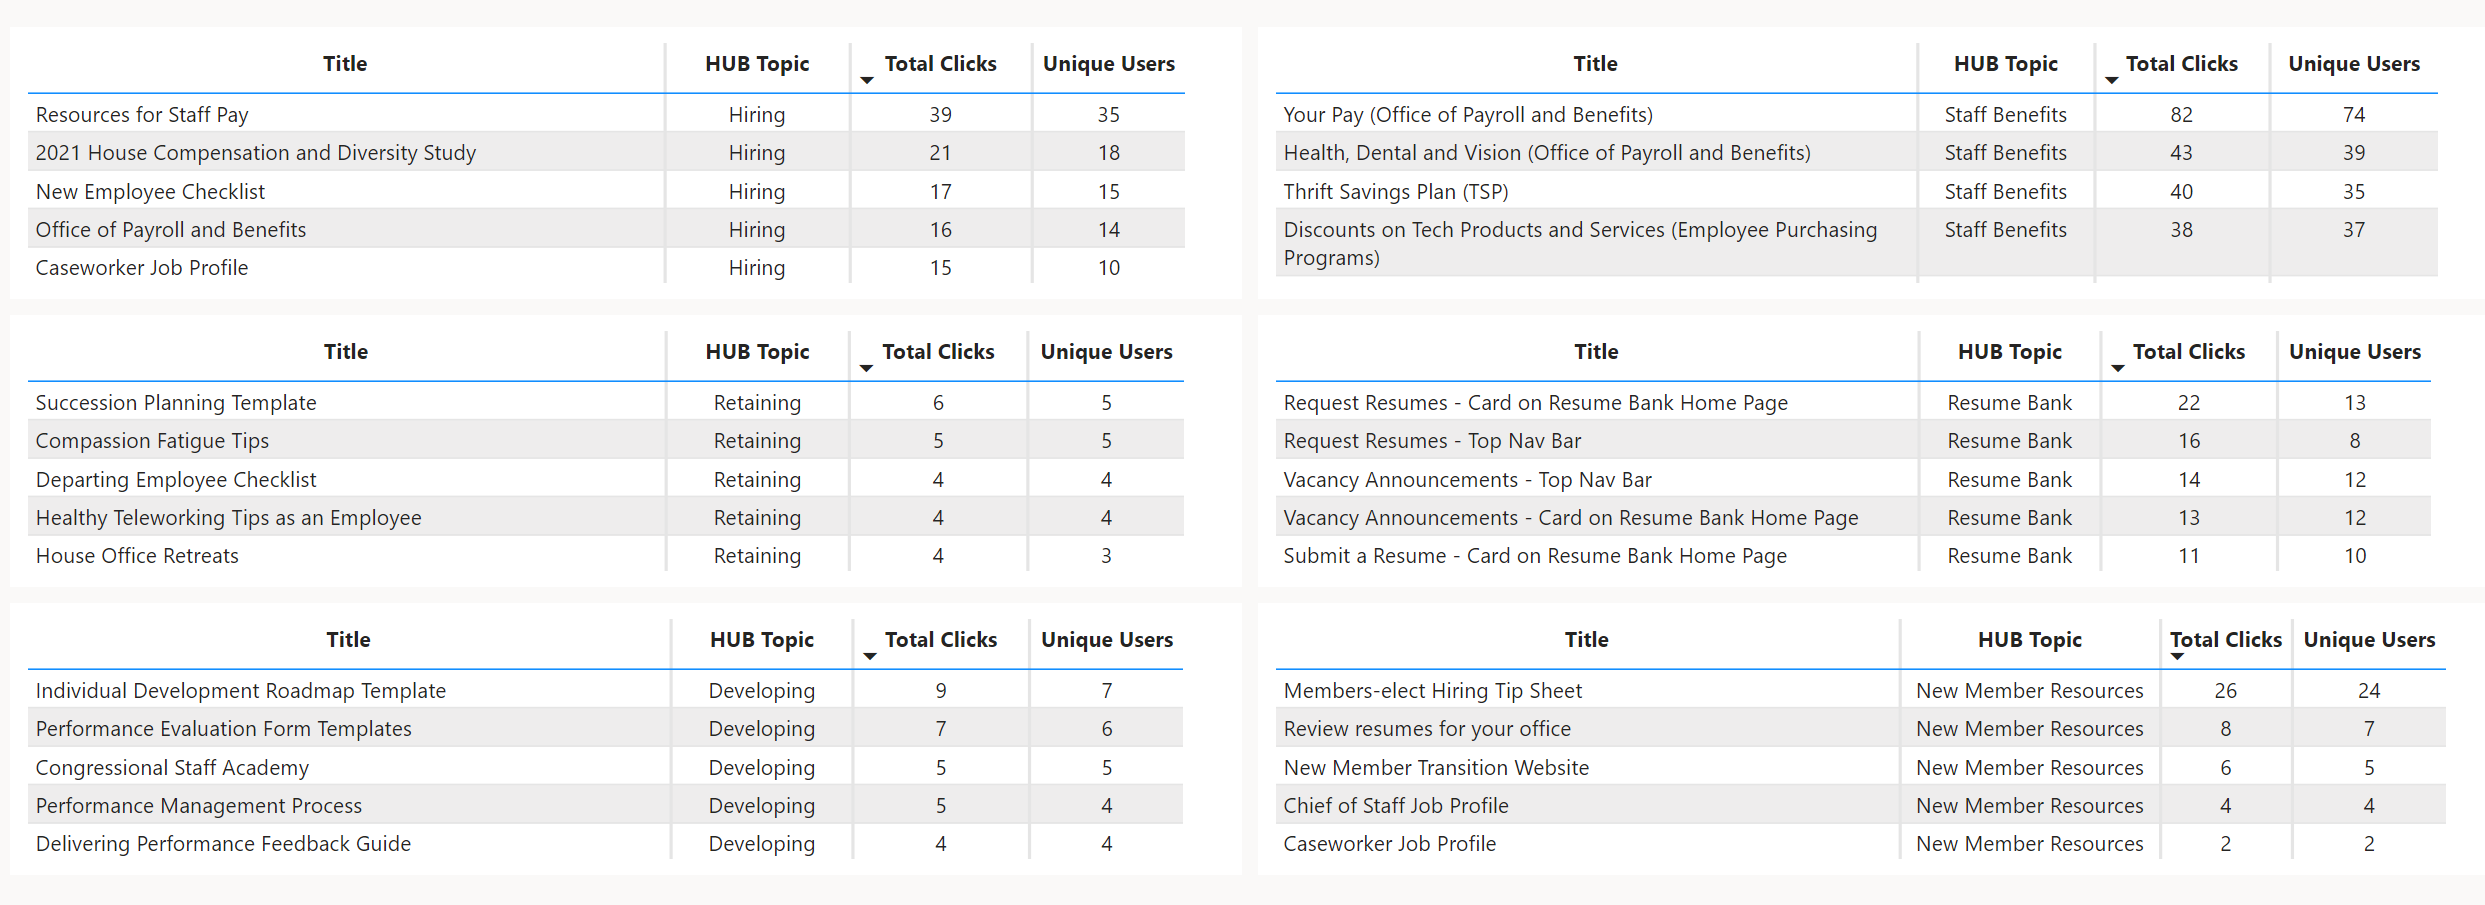 Title HUB Topic Total Clicks Unique Users
Resources for Staff Pay Hiring 39 35
2021 House Compensation and Diversity Study Hiring 21 18
New Employee Checklist Hiring 17 15
Office of Payroll and Benefits Hiring 16 14
Caseworker Job Profile Hiring 15 10
Title HUB Topic Total Clicks Unique Users
Your Pay (Office of Payroll and Benefits) Staff Benefits 82 74
Health, Dental and Vision (Office of Payroll and Benefits) Staff Benefits 43 39
Thrift Savings Plan (TSP) Staff Benefits 40 35
Discounts on Tech Products and Services (Employee Purchasing Staff Benefits 38 37
Programs)
Title HUB Topic Total Clicks Unique Users
Succession Planning Template Retaining 6 5
Compassion Fatigue Tips Retaining 5 5
Departing Employee Checklist Retaining 4 4
Healthy Teleworking Tips as an Employee Retaining 4 4
House Office Retreats Retaining 4 3
Title HUB Topic Total Clicks Unique Users
Request Resumes - Card on Resume Bank Home Page Resume Bank 22 13
Request Resumes - Top Nav Bar Resume Bank 16 8
Vacancy Announcements - Top Nav Bar Resume Bank 14 12
Vacancy Announcements - Card on Resume Bank Home Page Resume Bank 13 12
Submit a Resume - Card on Resume Bank Home Page Resume Bank 11 10
Title HUB Topic Total Clicks Unique Users
Individual Development Roadmap Template Developing 9 7
Performance Evaluation Form Templates Developing 7 6
Congressional Staff Academy Developing 5 5
Performance Management Process Developing 5 4
Delivering Performance Feedback Guide Developing 4 4
Title HUB Topic Total Clicks Unique Users
Members-elect Hiring Tip Sheet New Member Resources 26 24
Review resumes for your office New Member Resources 8 7
New Member Transition Website New Member Resources 6 5
Chief of Staff Job Profile New Member Resources 4 4
Caseworker Job Profile New Member Resources 2 2